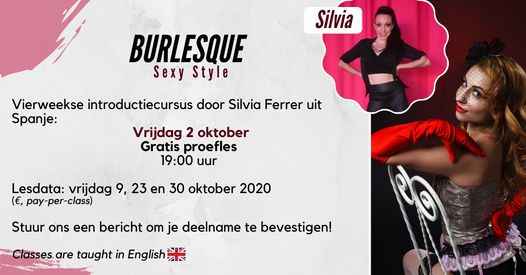 Silvia
BURLESQUE
Sexy Style
Vierweekse introductiecursus door Silvia Ferrer uit
Spanje:
Vrijdag 2 oktober
Gratis proefles
19:00 uur
Lesdata: vrijdag 9, 23 en 30 oktober 2020
(€, pay-per-class)
Stuur ons een bericht om je deelname te bevestigen!
Classes are taught in English